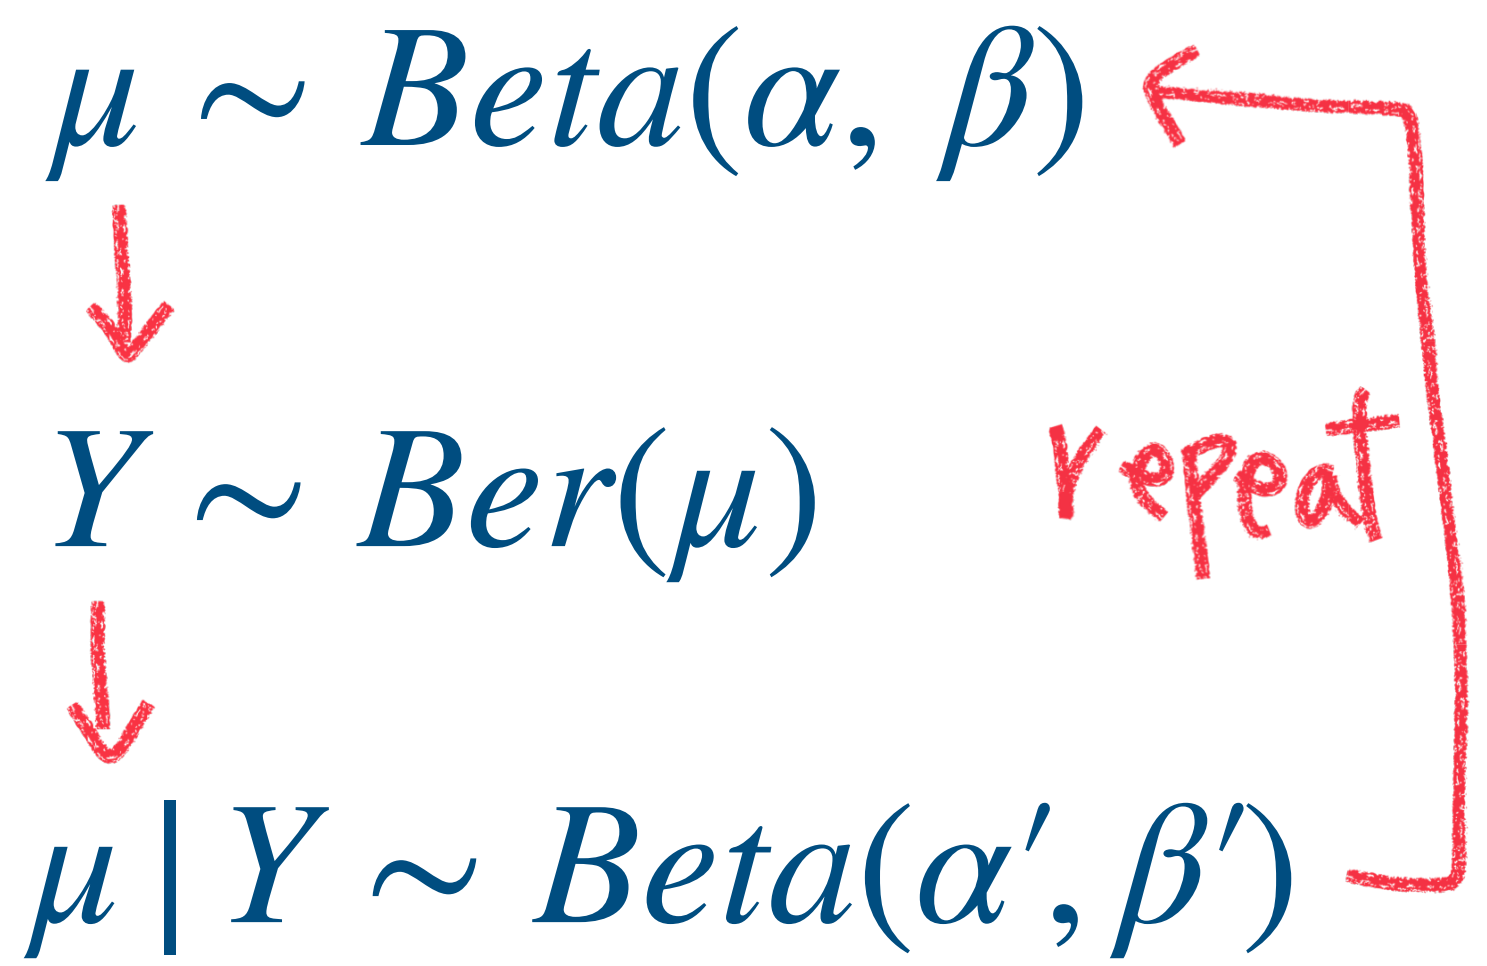 μ ~ Beta(α, β)
Y ~ Ber(μ)
repeat
μ | Y ~ Beta(α′, β′)